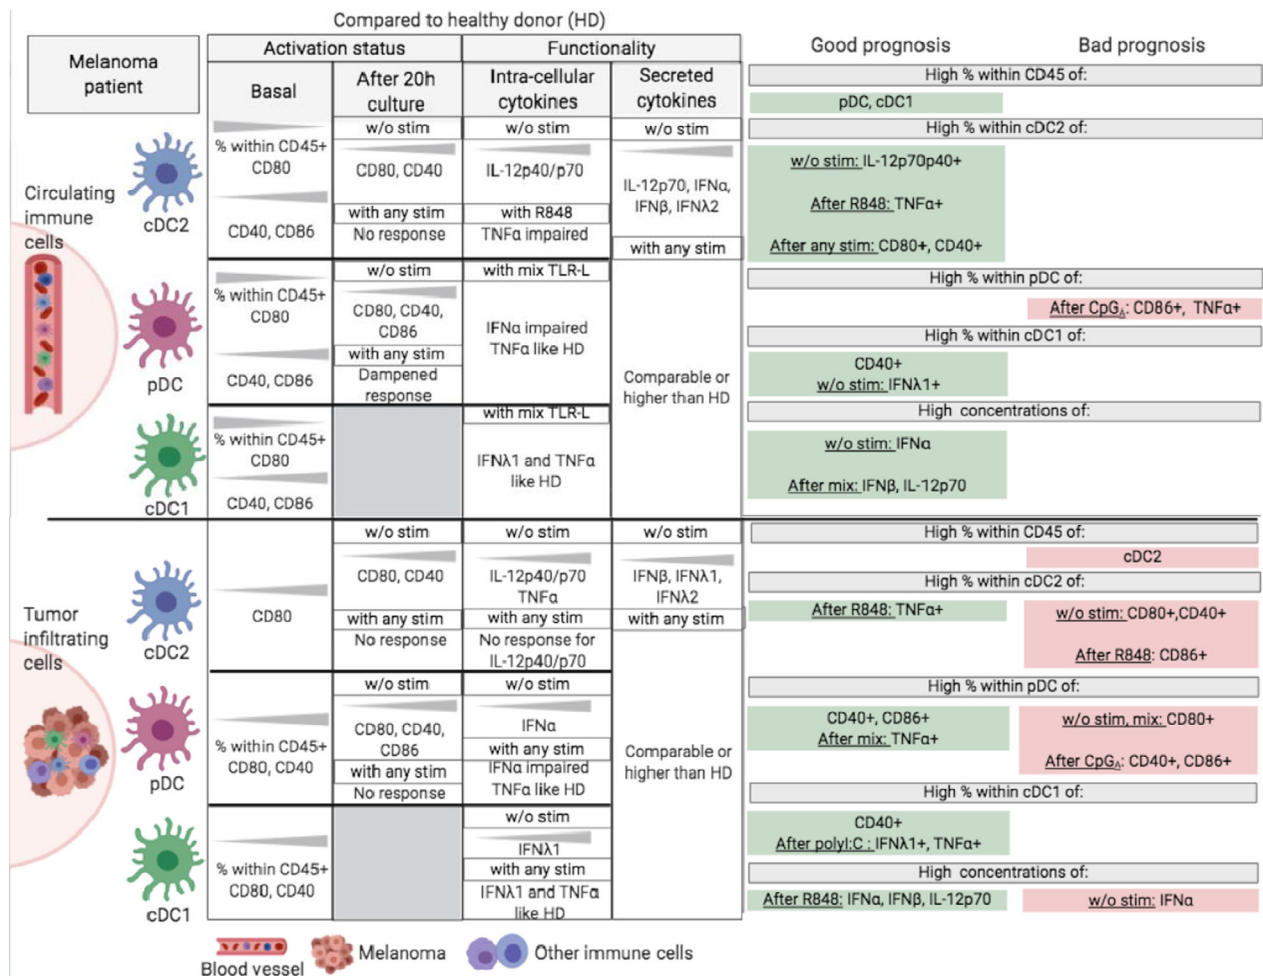 Compared to healthy donor (HD)
Melanoma
patient
Activation status
Functionality
Basal
After 20h
culture
Intra-cellular
cytokines
Secreted
cytokines
Good prognosis
Bad prognosis
Circulating
immune
cells
cDC2
% within CD45+
CD80
CD40, CD86
w/o stim
CD80, CD40
with any stim
No response
w/o stim
IL-12p40/p70
with R848
TNFα impaired
w/o stim
IL-12p70, IFNα,
IFNβ, IFNλ2
with any stim
Comparable or
higher than HD
pDC
% within CD45+
CD80
CD40, CD86
w/o stim
CD80, CD40,
CD86
with any stim
Dampened
response
with mix TLR-L
IFNα impaired
TNFα like HD
cDC1
% within CD45+
CD80
CD40, CD86
with mix TLR-L
IFNλ1 and TNFα
like HD
High % within CD45 of:
pDC, cDC1
High % within cDC2 of:
w/o stim: IL-12p70p40+
After R848: TNFα+
After any stim: CD80+, CD40+
High % within pDC of:
After CpGA: CD86+, TNFα+
High % within cDC1 of:
CD40+
w/o stim: IFNλ1+
High concentrations of:
w/o stim: IFNα
After mix: IFNβ, IL-12p70
Tumor
infiltrating
cells
cDC2
CD80
w/o stim
CD80, CD40
with any stim
No response
w/o stim
IL-12p40/p70
TNFα
with any stim
No response for
IL-12p40/p70
w/o stim
IFNβ, IFNλ1,
IFNλ2
with any stim
Comparable or
higher than HD
pDC
% within CD45+
CD80, CD40
w/o stim
CD80, CD40,
CD86
with any stim
No response
w/o stim
IFNα
with any stim
IFNα impaired
TNFα like HD
cDC1
% within CD45+
CD80, CD40
w/o stim
IFNλ1
with any stim
IFNλ1 and TNFα
like HD
High % within CD45 of:
cDC2
High % within cDC2 of:
After R848: TNFα+
w/o stim: CD80+,CD40+
After R848: CD86+
High % within pDC of:
CD40+, CD86+
After mix: TNFα+
w/o stim, mix: CD80+
After CpGA: CD40+, CD86+
High % within cDC1 of:
CD40+
After polyI:C : IFNλ1+, TNFα+
High concentrations of:
After R848: IFNα, IFNβ, IL-12p70
w/o stim: IFNα
Blood vessel
Melanoma
Other immune cells